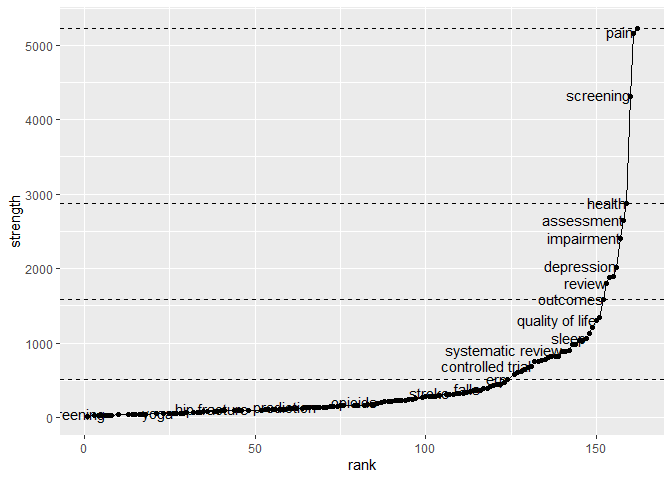 5000
pain
4000
screening
3000
health
assessment
impairment
2000
depression
review
outcomes
quality of life
1000
sleep
systematic review
controlled trial
falls
stroke
opioids
prediction
hip fracture
yoga
reening
0
0
50
100
150
rank
strength